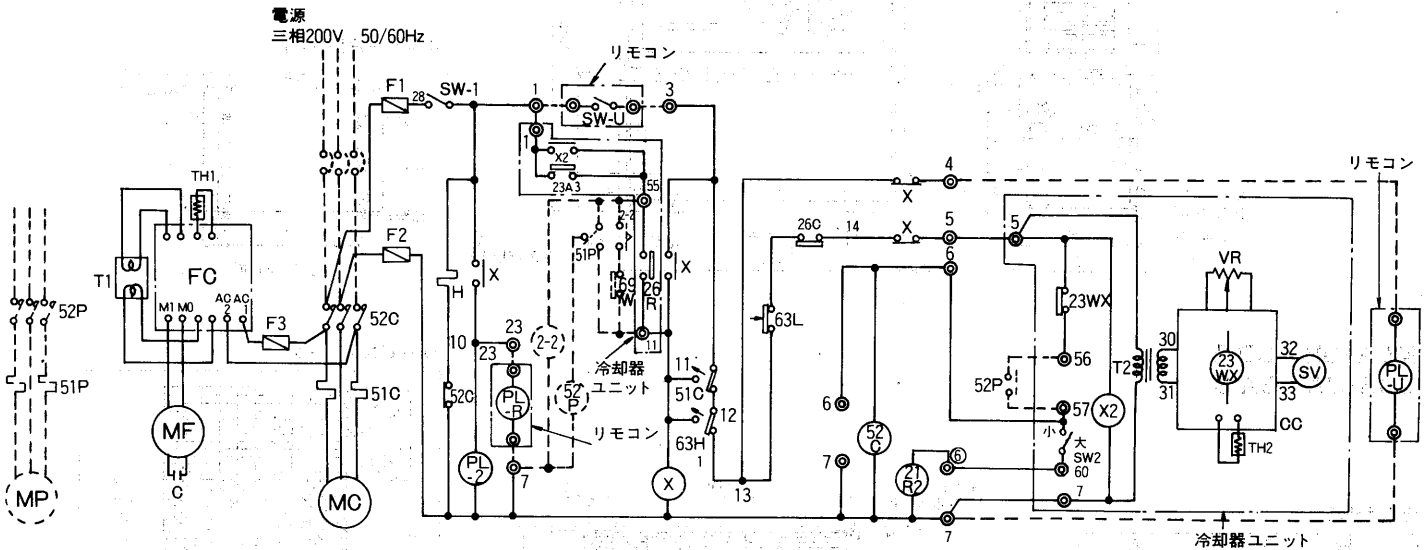 電源
三相200V 50/60Hz
リモコン
F1
28
SW-1
1
3
SW-U
1
X2
23A3
55
TH1
T1
FC
M1
M0
AC
2
AC
1
F2
F3
52C
51C
52P
51P
MF
C
MP
MC
H
X
10
52C
23
23
PL
-R
7
PL
-2
リモコン
2-2
52
P
51P
2-2
69
W
26
R
11
冷却器
ユニット
X
11
51C
12
63H
1
X
13
63L
26C
14
X
4
X
5
6
5
6
7
52
C
21
R2
⑥
7
23WX
56
52P
57
小
大
SW2
60
7
X2
T2
30
31
VR
23
WX
32
33
SV
CC
TH2
リモコン
PL
-U
冷却器ユニット